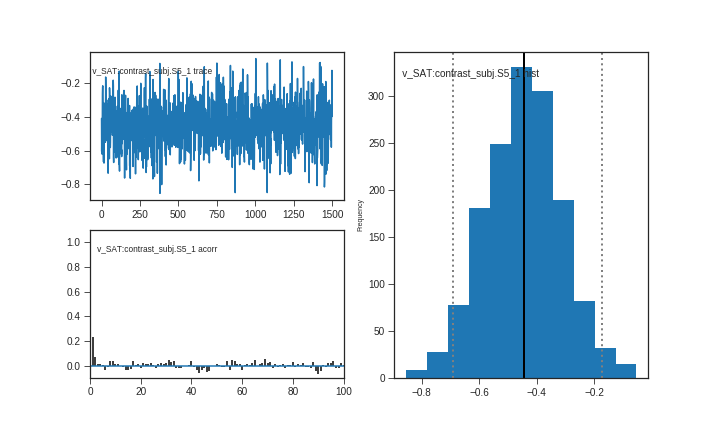 v_SAT:contrast_subj.S5_1 trace
−0.2
−0.4
−0.6
−0.8
0 250 500 750 1000 1250 1500
v_SAT:contrast_subj.S5_1 acorr
1.0
0.8
0.6
0.4
0.2
0.0
0 20 40 60 80 100
v_SAT:contrast_subj.S5_1 hist
Frequency
300
250
200
150
100
50
0
−0.8 −0.6 −0.4 −0.2